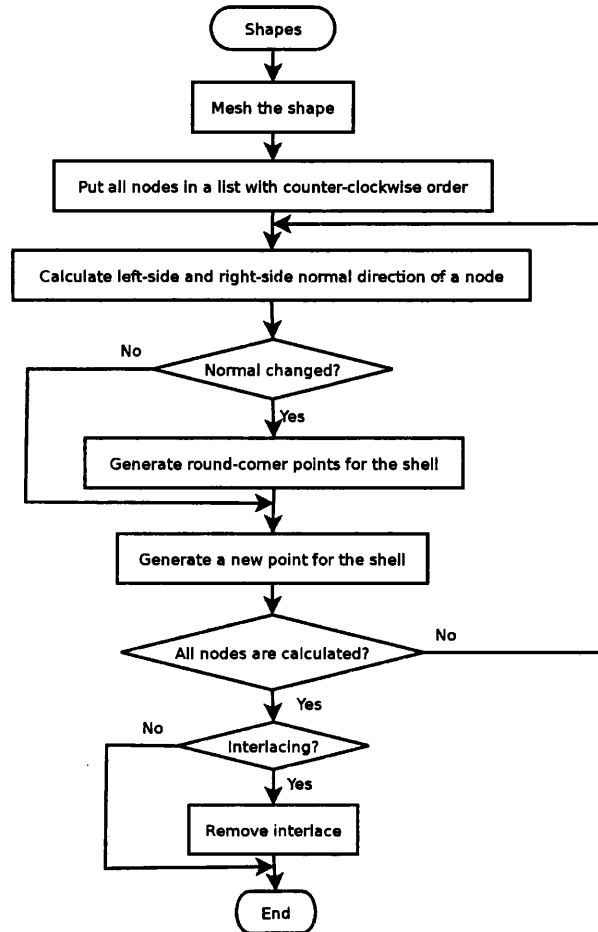 Shapes
Mesh the shape
Put all nodes in a list with counter-clockwise order
Calculate left-side and right-side normal direction of a node
No
Normal changed?
Yes
Generate round-corner points for the shell
Generate a new point for the shell
No
All nodes are calculated?
Yes
No
Interlacing?
Yes
Remove interlace
End